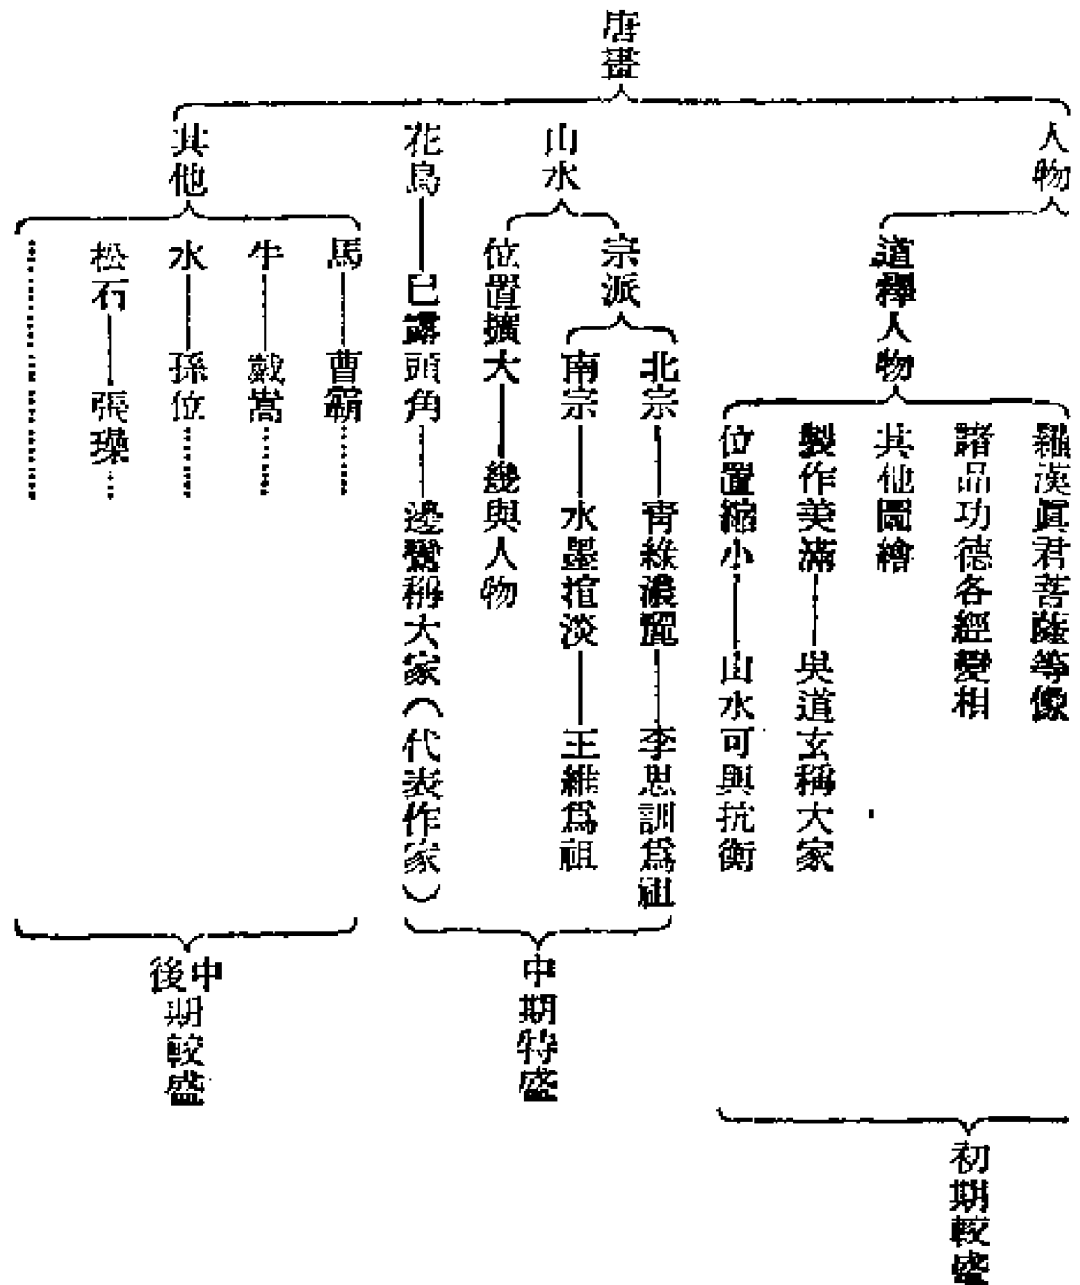 唐畫
人物
道釋人物
羅漢眞君菩薩等像
諸品功德各經變相
其他圖繪
製作美滿——吳道玄稱大家
位置縮小——山水可與抗衡
初期較盛
山水
宗派
北宗——靑綠濃麗——李思訓爲祖
南宗——水墨渲淡——王維爲祖
位置擴大——幾與人物
花鳥——已露頭角——邊鸞稱大家(代表作家)
中期特盛
其他
馬——曹霸……
牛——戴嵩……
水——孫位……
松石——張璪…
…………
中後期較盛